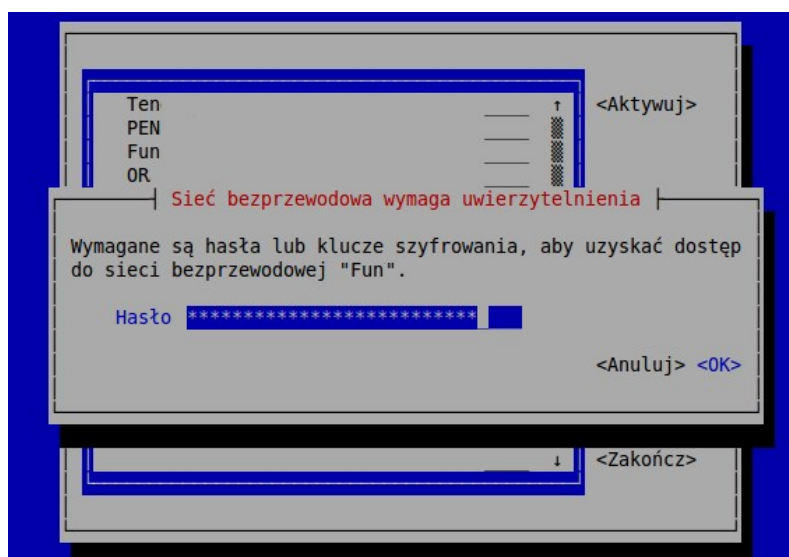 Ten
<Aktywuj>
PEN
Fun
OR
Sieć bezprzewodowa wymaga uwierzytelnienia
Wymagane są hasła lub klucze szyfrowania, aby uzyskać dostęp
do sieci bezprzewodowej "Fun".
Hasło **************************
<Anuluj> <OK>
<Zakończ>